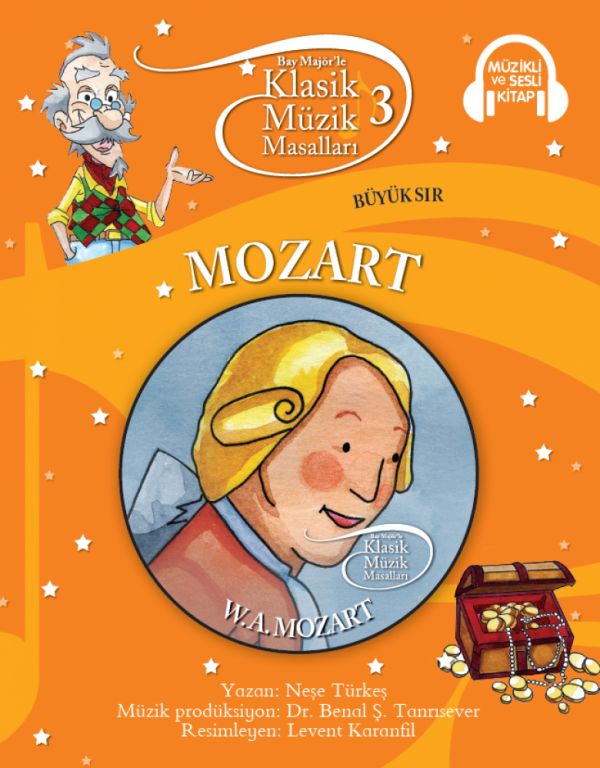 Bay Majör'le
Klasik
Müzik 3
Masalları
MÜZİKLİ
ve SESLİ
KİTAP
BÜYÜK SIR
MOZART
Bay Majör'le
Klasik
Müzik
Masalları
W.A. MOZART
Yazan: Neşe Türkeş
Müzik prodüksiyon: Dr. Benal Ş. Tanrısever
Resimleyen: Levent Karanfil